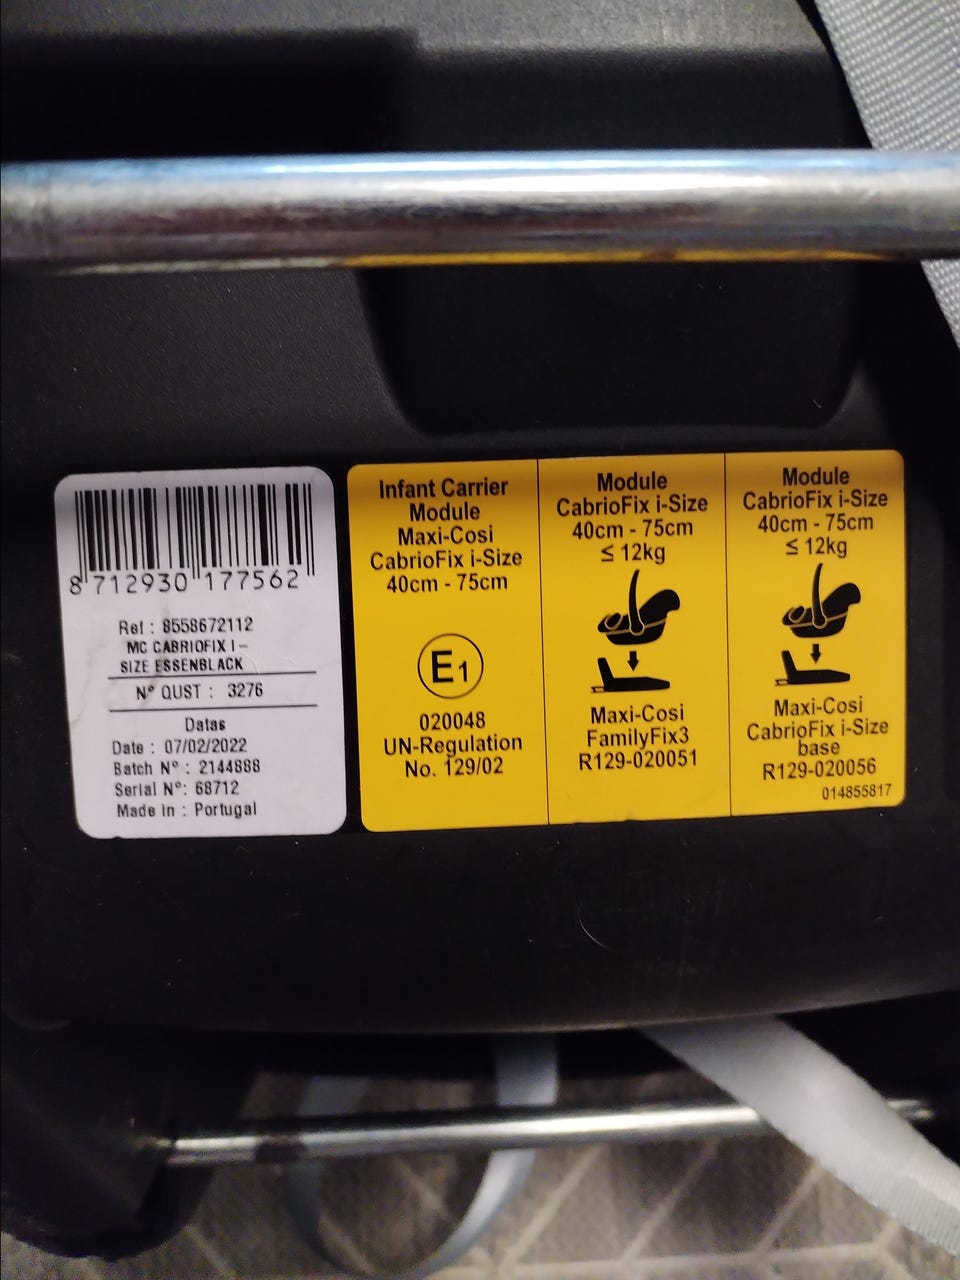 8 712930 177562
Ref : 8558672112
MC CABRIOFIX I-
SIZE ESSENBLACK
Nº QUST : 3276
Datas
Date : 07/02/2022
Batch Nº : 2144888
Serial Nº: 68712
Made in : Portugal
Infant Carrier
Module
Maxi-Cosi
CabrioFix i-Size
40cm - 75cm
E1
020048
UN-Regulation
No. 129/02
Module
CabrioFix i-Size
40cm - 75cm
≤ 12kg
Maxi-Cosi
FamilyFix3
R129-020051
Module
CabrioFix i-Size
40cm - 75cm
≤ 12kg
Maxi-Cosi
CabrioFix i-Size
base
R129-020056
014855817